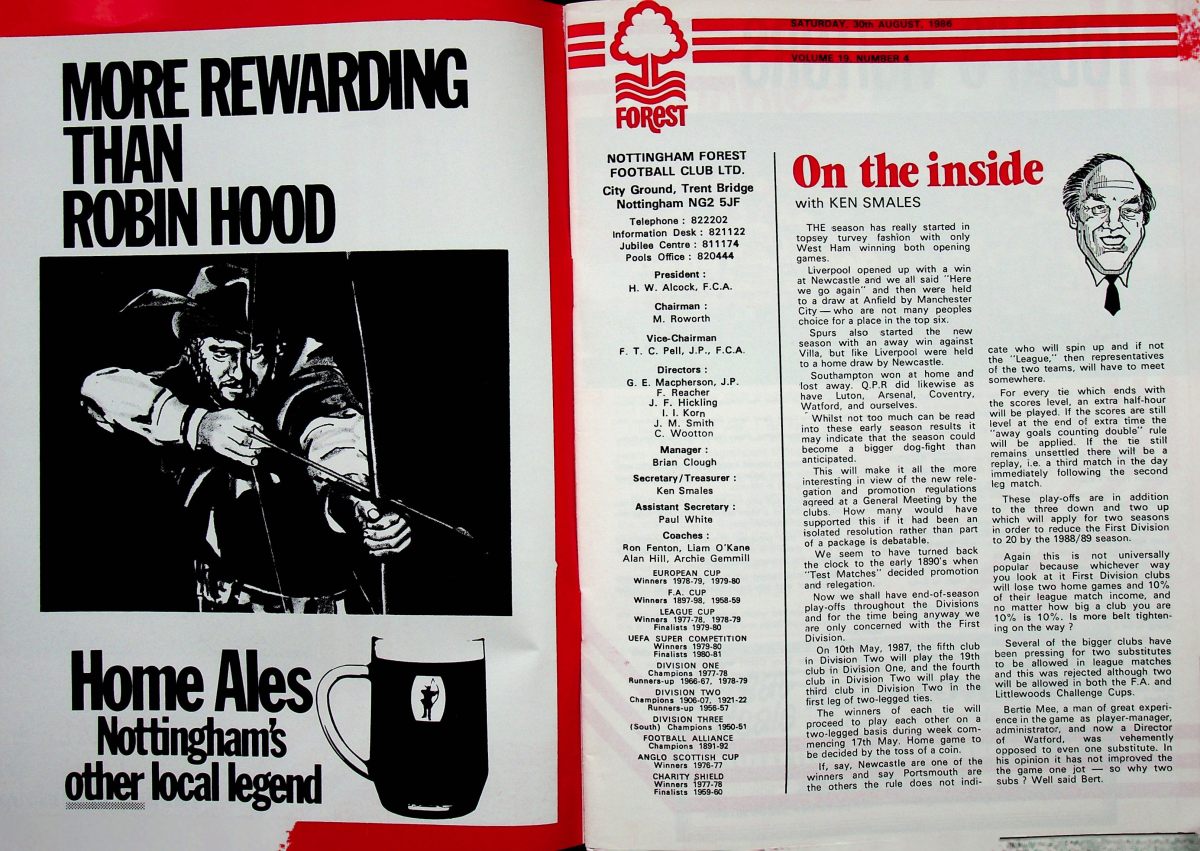 MORE REWARDING
THAN
ROBIN HOOD
Home Ales
Nottingham's
other local legend
SATURDAY, 30th AUGUST, 1986
VOLUME 19, NUMBER 4
FOREST
NOTTINGHAM FOREST
FOOTBALL CLUB LTD.
City Ground, Trent Bridge
Nottingham NG2 5JF
Telephone : 822202
Information Desk : 821122
Jubilee Centre : 811174
Pools Office : 820444
President :
H. W. Alcock, F.C.A.
Chairman :
M. Roworth
Vice-Chairman
F. T. C. Pell, J.P., F.C.A.
Directors :
G. E. Macpherson, J.P.
F. Reacher
J. F. Hickling
I. I. Korn
J. M. Smith
C. Wootton
Manager :
Brian Clough
Secretary/Treasurer :
Ken Smales
Assistant Secretary :
Paul White
Coaches :
Ron Fenton, Liam O'Kane
Alan Hill, Archie Gemmill
EUROPEAN CUP
Winners 1978-79, 1979-80
F.A. CUP
Winners 1897-98, 1958-59
LEAGUE CUP
Winners 1977-78, 1978-79
Finalists 1979-80
UEFA SUPER COMPETITION
Winners 1979-80
Finalists 1980-81
DIVISION ONE
Champions 1977-78
Runners-up 1966-67, 1978-79
DIVISION TWO
Champions 1906-07, 1921-22
Runners-up 1956-57
DIVISION THREE
(South) Champions 1950-51
FOOTBALL ALLIANCE
Champions 1891-92
ANGLO SCOTTISH CUP
Winners 1976-77
CHARITY SHIELD
Winners 1977-78
Finalists 1959-60
On the inside
with KEN SMALES
THE season has really started in
topsey turvey fashion with only
West Ham winning both opening
games.
Liverpool opened up with a win
at Newcastle and we all said "Here
we go again" and then were held
to a draw at Anfield by Manchester
City — who are not many peoples
choice for a place in the top six.
Spurs also started the new
season with an away win against
Villa, but like Liverpool were held
to a home draw by Newcastle.
Southampton won at home and
lost away. Q.P.R did likewise as
have Luton, Arsenal, Coventry,
Watford, and ourselves.
Whilst not too much can be read
into these early season results it
may indicate that the season could
become a bigger dog-fight than
anticipated.
This will make it all the more
interesting in view of the new rele-
gation and promotion regulations
agreed at a General Meeting by the
clubs. How many would have
supported this if it had been an
isolated resolution rather than part
of a package is debatable.
We seem to have turned back
the clock to the early 1890's when
"Test Matches" decided promotion
and relegation.
Now we shall have end-of-season
play-offs throughout the Divisions
and for the time being anyway we
are only concerned with the First
Division.
On 10th May, 1987, the fifth club
in Division Two will play the 19th
club in Division One, and the fourth
club in Division Two will play the
third club in Division Two in the
first leg of two-legged ties.
The winners of each tie will
proceed to play each other on a
two-legged basis during week com-
mencing 17th May. Home game to
be decided by the toss of a coin.
If, say, Newcastle are one of the
winners and say Portsmouth are
the others the rule does not indi-
cate who will spin up and if not
the "League," then representatives
of the two teams, will have to meet
somewhere.
For every tie which ends with
the scores level, an extra half-hour
will be played. If the scores are still
level at the end of extra time the
"away goals counting double" rule
will be applied. If the tie still
remains unsettled there will be a
replay, i.e. a third match in the day
immediately following the second
leg match.
These play-offs are in addition
to the three down and two up
which will apply for two seasons
in order to reduce the First Division
to 20 by the 1988/89 season.
Again this is not universally
popular because whichever way
you look at it First Division clubs
will lose two home games and 10%
of their league match income, and
no matter how big a club you are
10% is 10%. Is more belt tighten-
ing on the way ?
Several of the bigger clubs have
been pressing for two substitutes
to be allowed in league matches
and this was rejected although two
will be allowed in both the F.A. and
Littlewoods Challenge Cups.
Bertie Mee, a man of great experi-
ence in the game as player-manager,
administrator, and now a Director
of Watford, was vehemently
opposed to even one substitute. In
his opinion it has not improved the
the game one jot — so why two
subs ? Well said Bert.